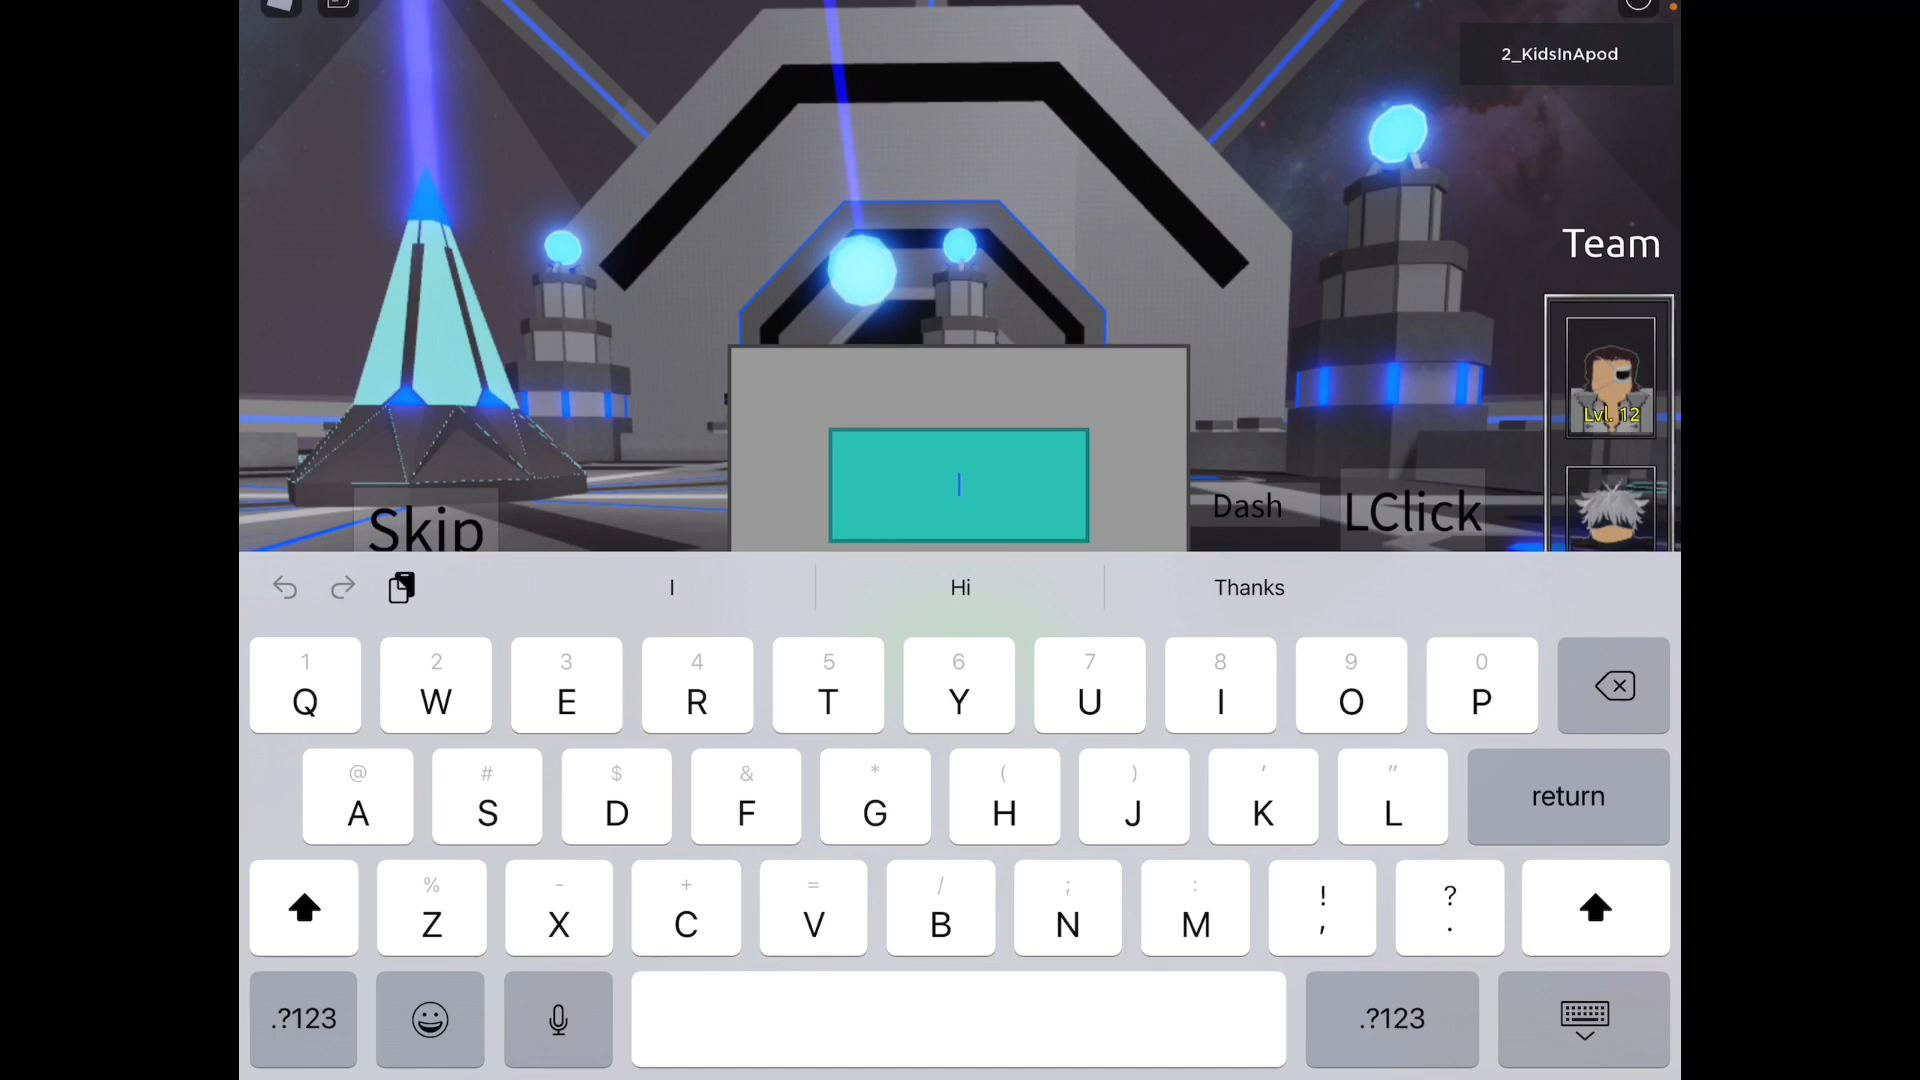 2_KidsInApod
Team
Lvl. 12
Skip
Dash
LClick
I Hi Thanks
1 2 3 4 5 6 7 8 9 0
Q W E R T Y U I O P
@ # $ & * ( ) ' "
A S D F G H J K L return
% - + = / ; : ! ?
Z X C V B N M , .
.?123 .?123